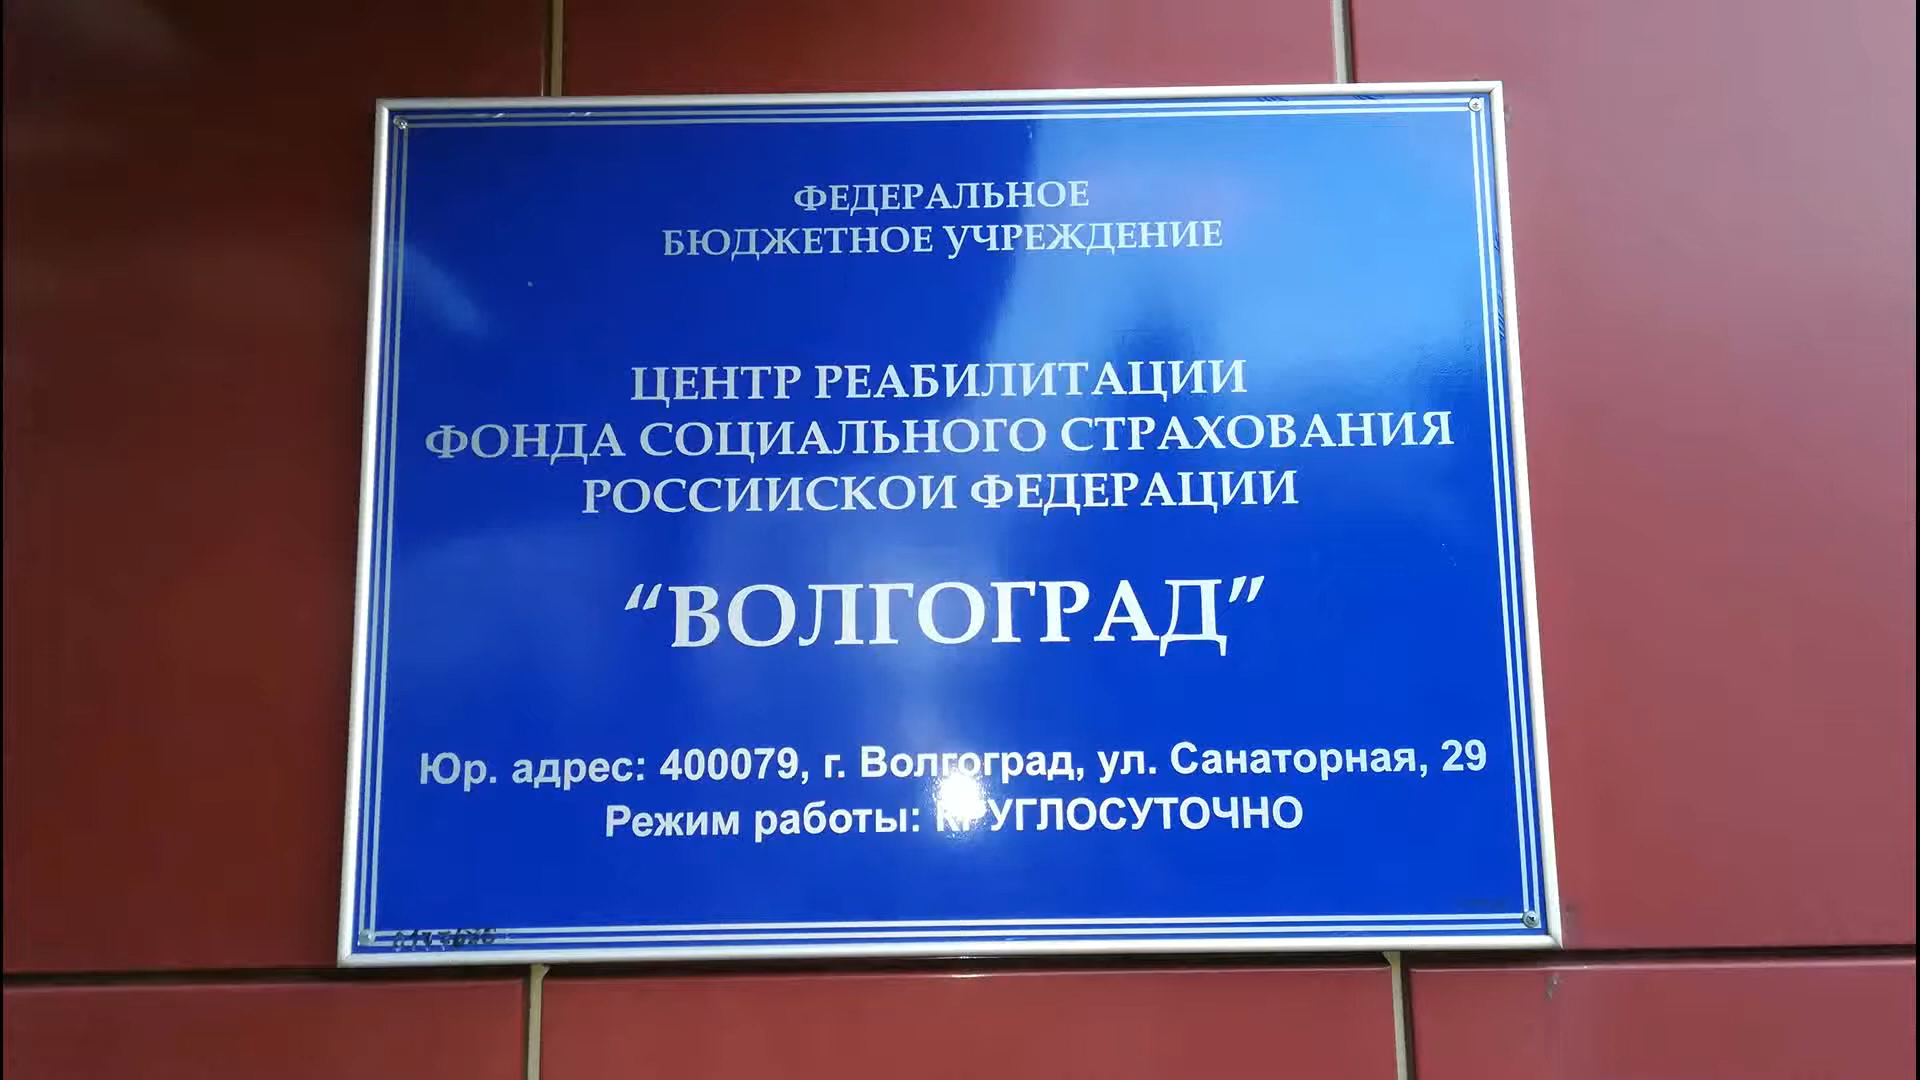 ФЕДЕРАЛЬНОЕ
БЮДЖЕТНОЕ УЧРЕЖДЕНИЕ
ЦЕНТР РЕАБИЛИТАЦИИ
ФОНДА СОЦИАЛЬНОГО СТРАХОВАНИЯ
РОССИИСКОИ ФЕДЕРАЦИИ
“ВОЛГОГРАД”
Юр. адрес: 400079, г. Волгоград, ул. Санаторная, 29
Режим работы: КРУГЛОСУТОЧНО